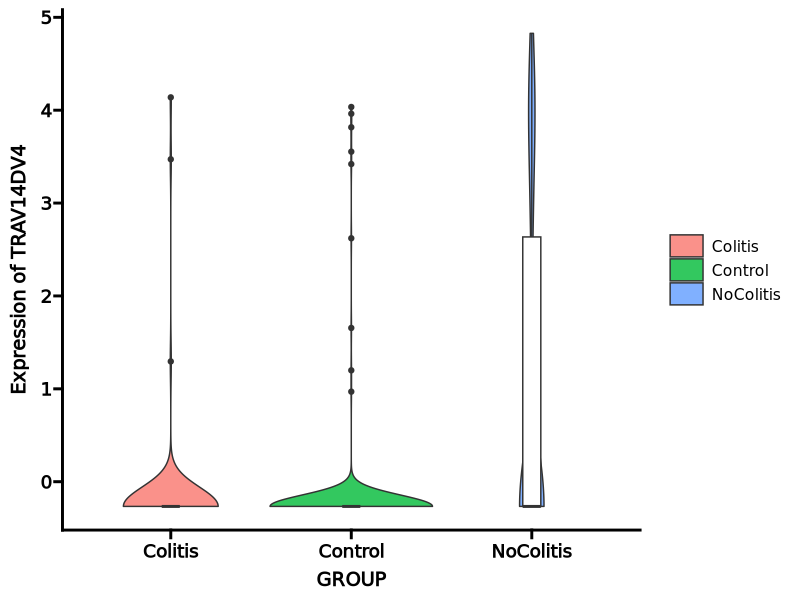 5
4
3
2
1
0
Expression of TRAV14DV4
Colitis
Control
NoColitis
GROUP
Colitis
Control
NoColitis